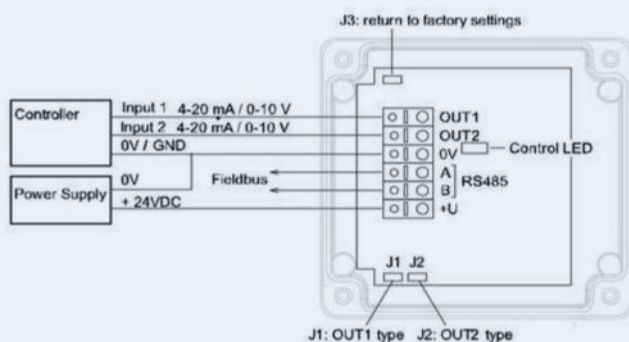 J3: return to factory settings
Controller
Input 1 4-20 mA / 0-10 V
Input 2 4-20 mA / 0-10 V
0V / GND
Power Supply
0V
+ 24VDC
Fieldbus
OUT1
OUT2
0V
A
B
+U
RS485
Control LED
J1 J2
J1: OUT1 type J2: OUT2 type